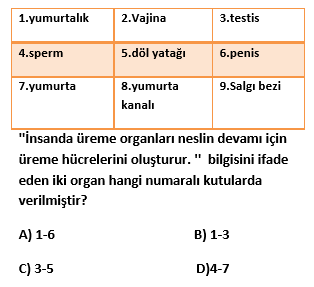 1.yumurtalık 2.Vajina 3.testis
4.sperm 5.döl yatağı 6.penis
7.yumurta 8.yumurta kanalı 9.Salgı bezi
"İnsanda üreme organları neslin devamı için
üreme hücrelerini oluşturur. " bilgisini ifade
eden iki organ hangi numaralı kutularda
verilmiştir?
A) 1-6 B) 1-3
C) 3-5 D)4-7